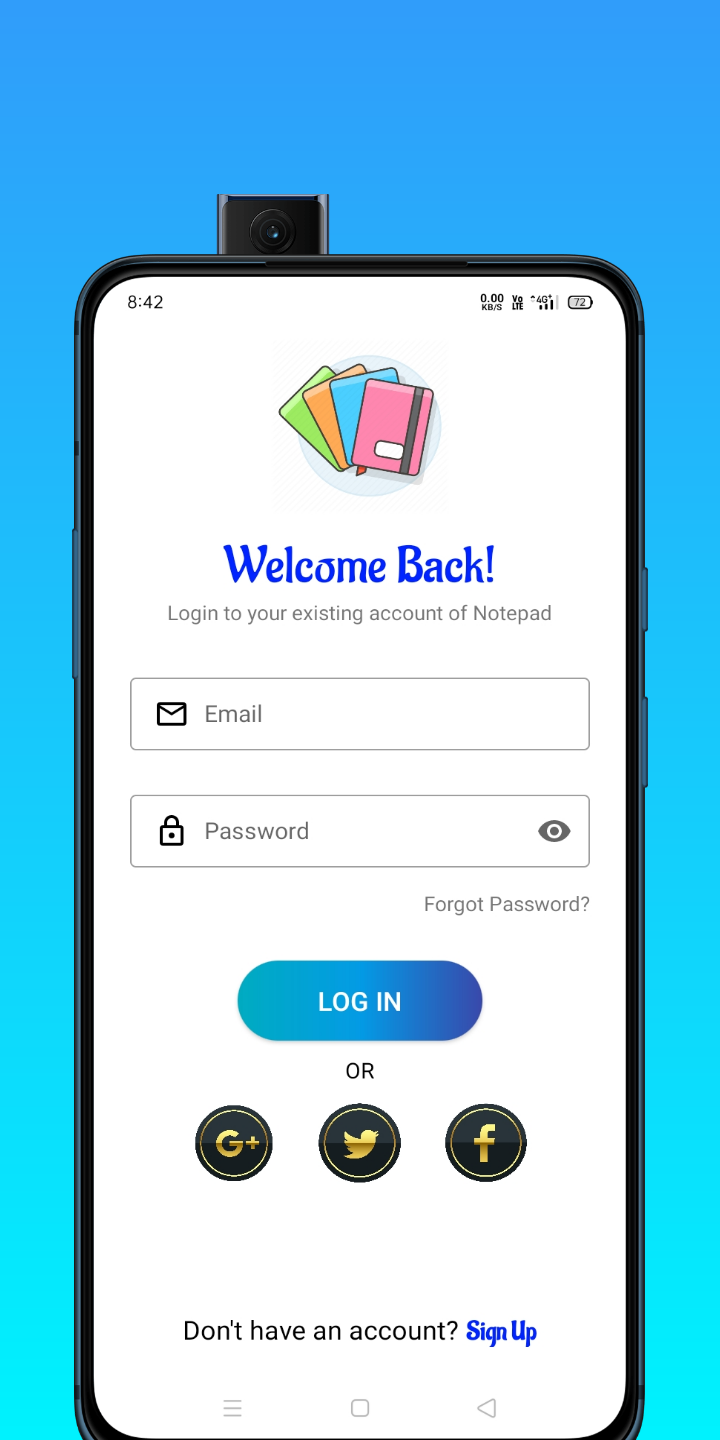 8:42 0.00 KB/S Vo LTE 4G+ 72
Welcome Back!
Login to your existing account of Notepad
Email
Password
Forgot Password?
LOG IN
OR
G+ f
Don't have an account? Sign Up